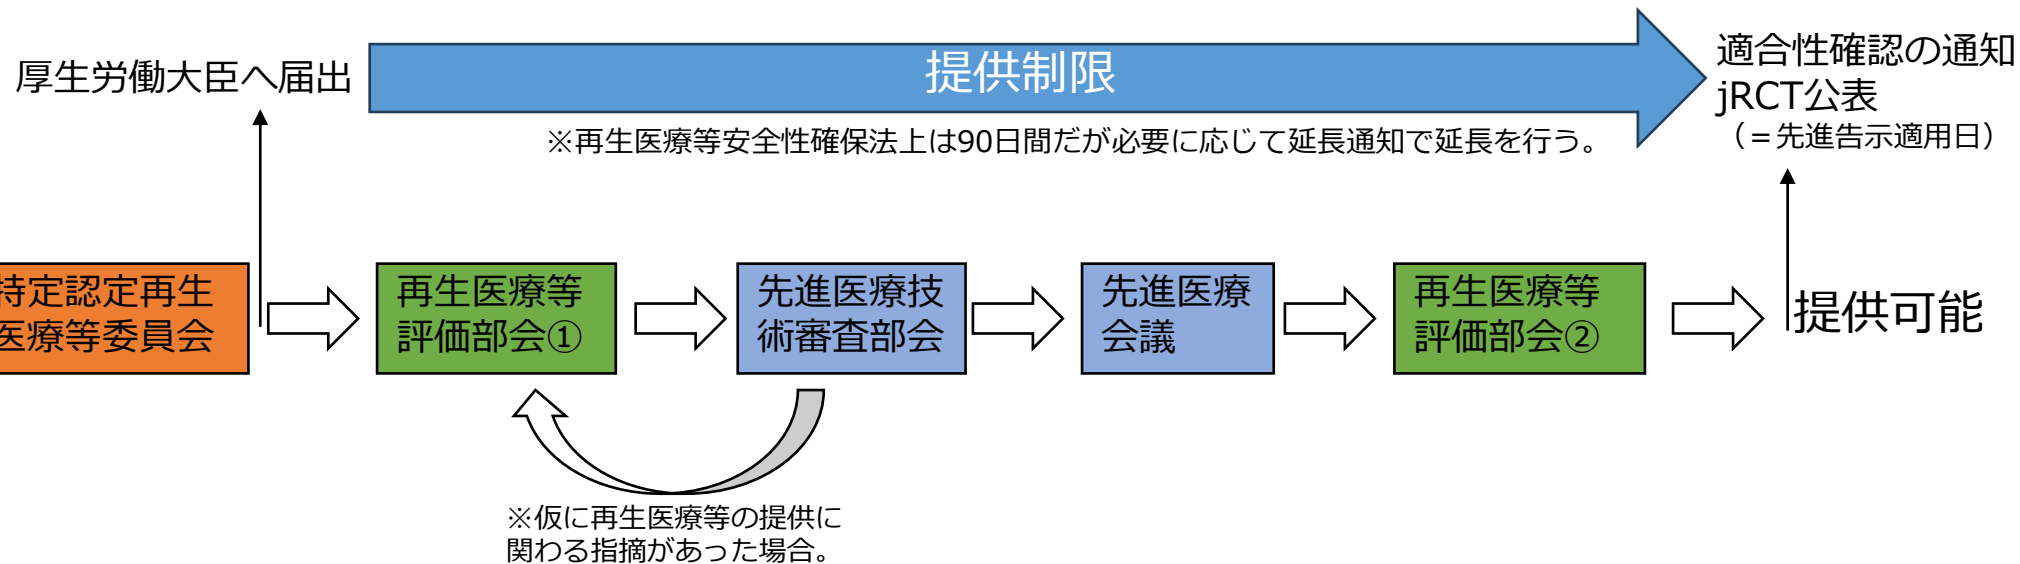 厚生労働大臣へ届出
提供制限
適合性確認の通知
jRCT公表
（＝先進告示適用日）
※再生医療等安全性確保法上は90日間だが必要に応じて延長通知で延長を行う。
特定認定再生
医療等委員会
再生医療等
評価部会①
先進医療技
術審査部会
先進医療
会議
再生医療等
評価部会②
提供可能
※仮に再生医療等の提供に
関わる指摘があった場合。